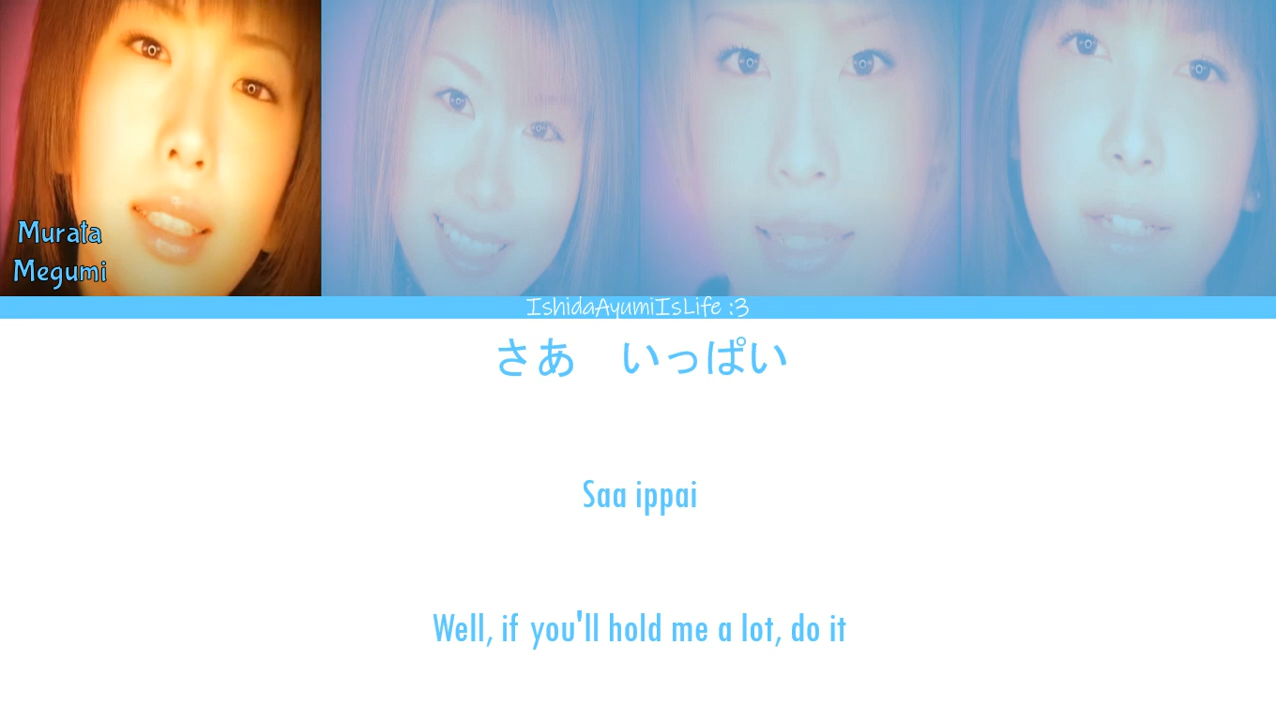 Murata
Megumi
IshidaAyumiIsLife :3
さあ　いっぱい
Saa ippai
Well, if you'll hold me a lot, do it